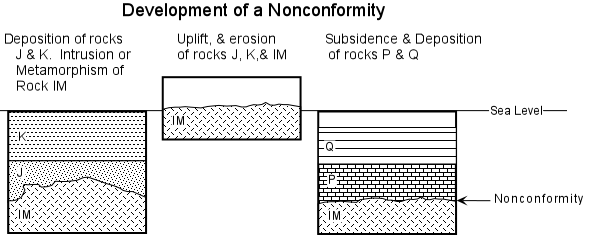 Development of a Nonconformity
Deposition of rocks
J & K. Intrusion or
Metamorphism of
Rock IM
Uplift, & erosion
of rocks J, K,& IM
Subsidence & Deposition
of rocks P & Q
K
J
IM
IM
Q
P
IM
Sea Level
Nonconformity